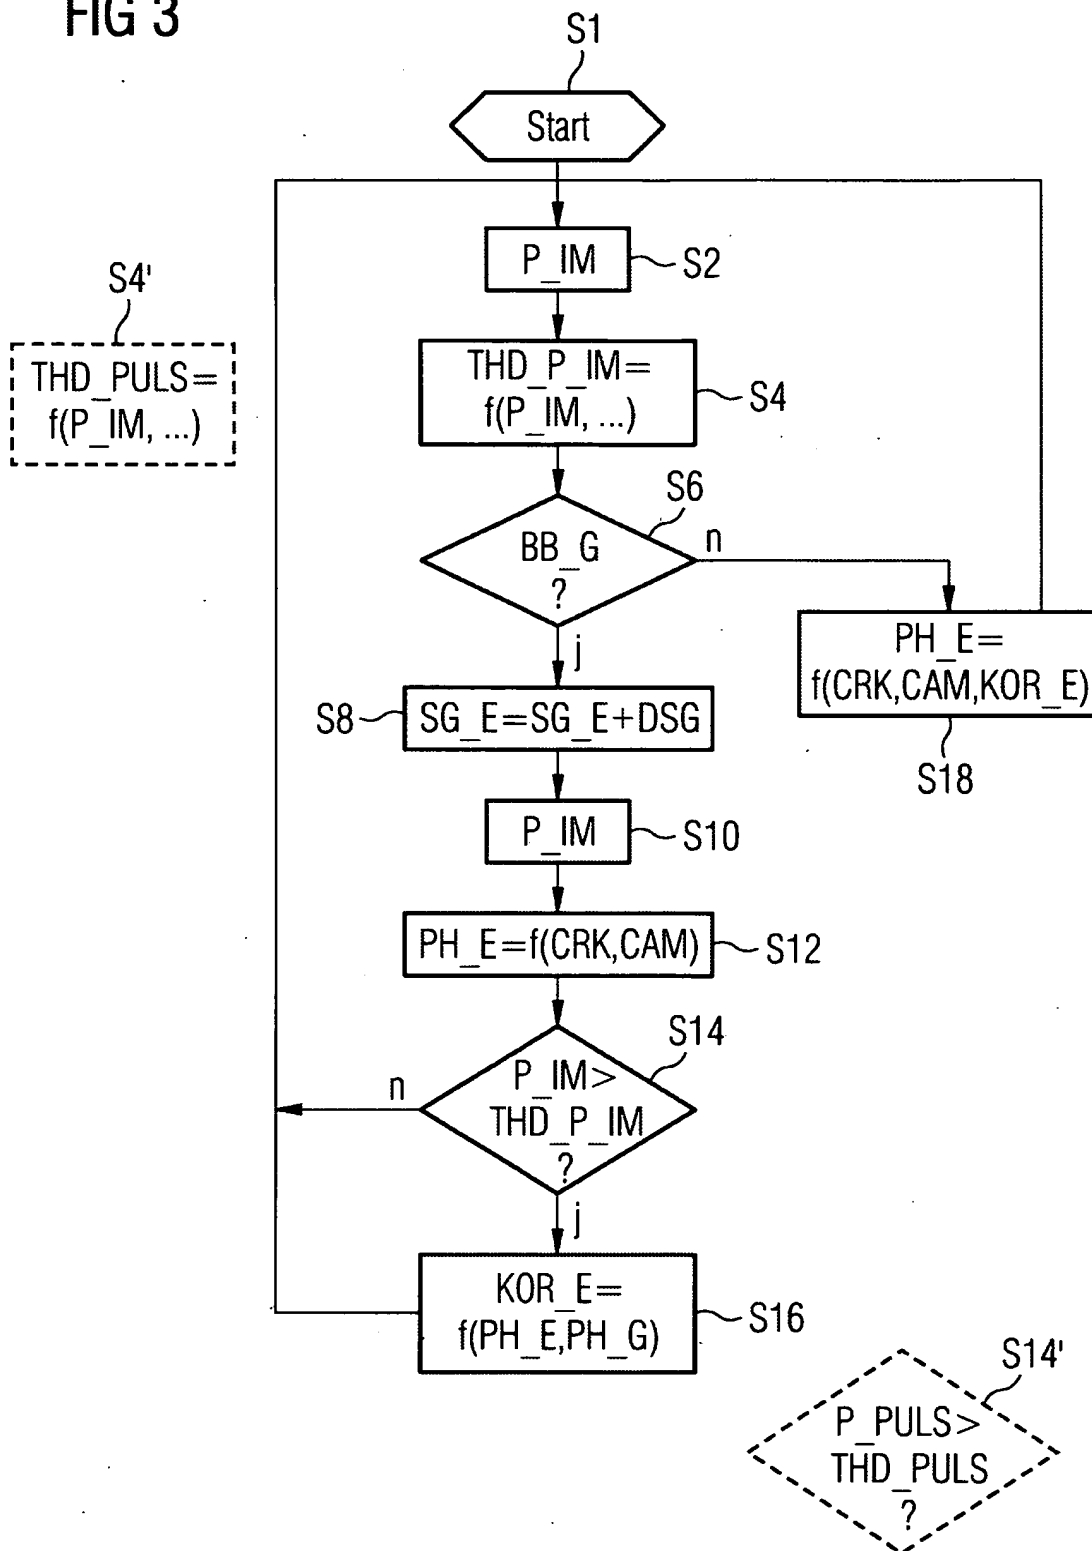 FIG 3
S1
Start
P_IM
S2
S4'
THD_PULS=
f(P_IM, ...)
THD_P_IM=
f(P_IM, ...)
S4
S6
BB_G
?
n
j
PH_E=
f(CRK,CAM,KOR_E)
S18
S8
SG_E=SG_E+DSG
P_IM
S10
PH_E=f(CRK,CAM)
S12
S14
P_IM>
THD_P_IM
?
n
j
KOR_E=
f(PH_E,PH_G)
S16
S14'
P_PULS>
THD_PULS
?